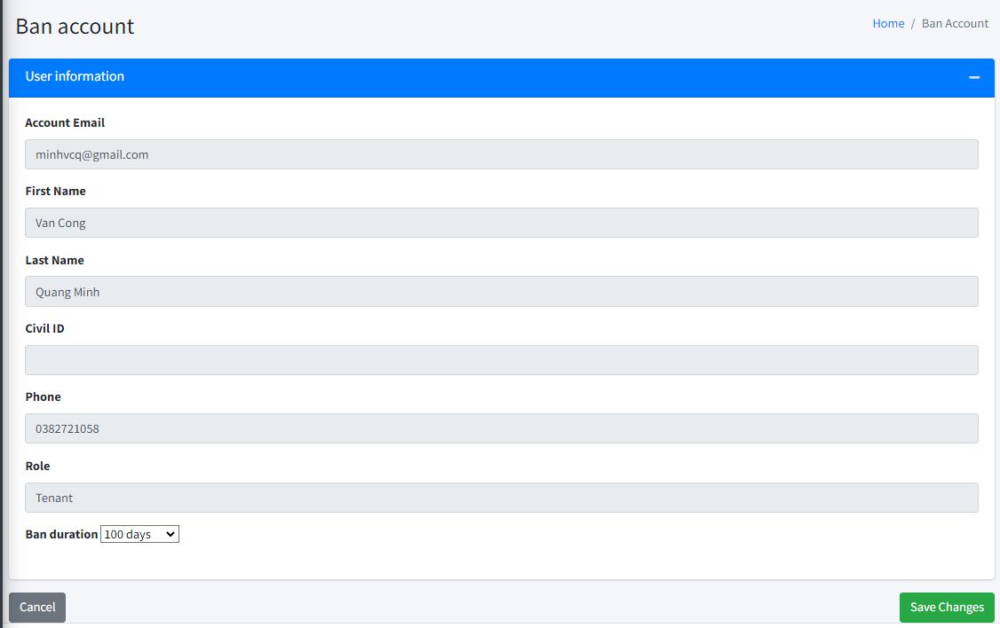 Ban account
Home / Ban Account
User information
Account Email
minhvcq@gmail.com
First Name
Van Cong
Last Name
Quang Minh
Civil ID
Phone
0382721058
Role
Tenant
Ban duration 100 days
Cancel
Save Changes